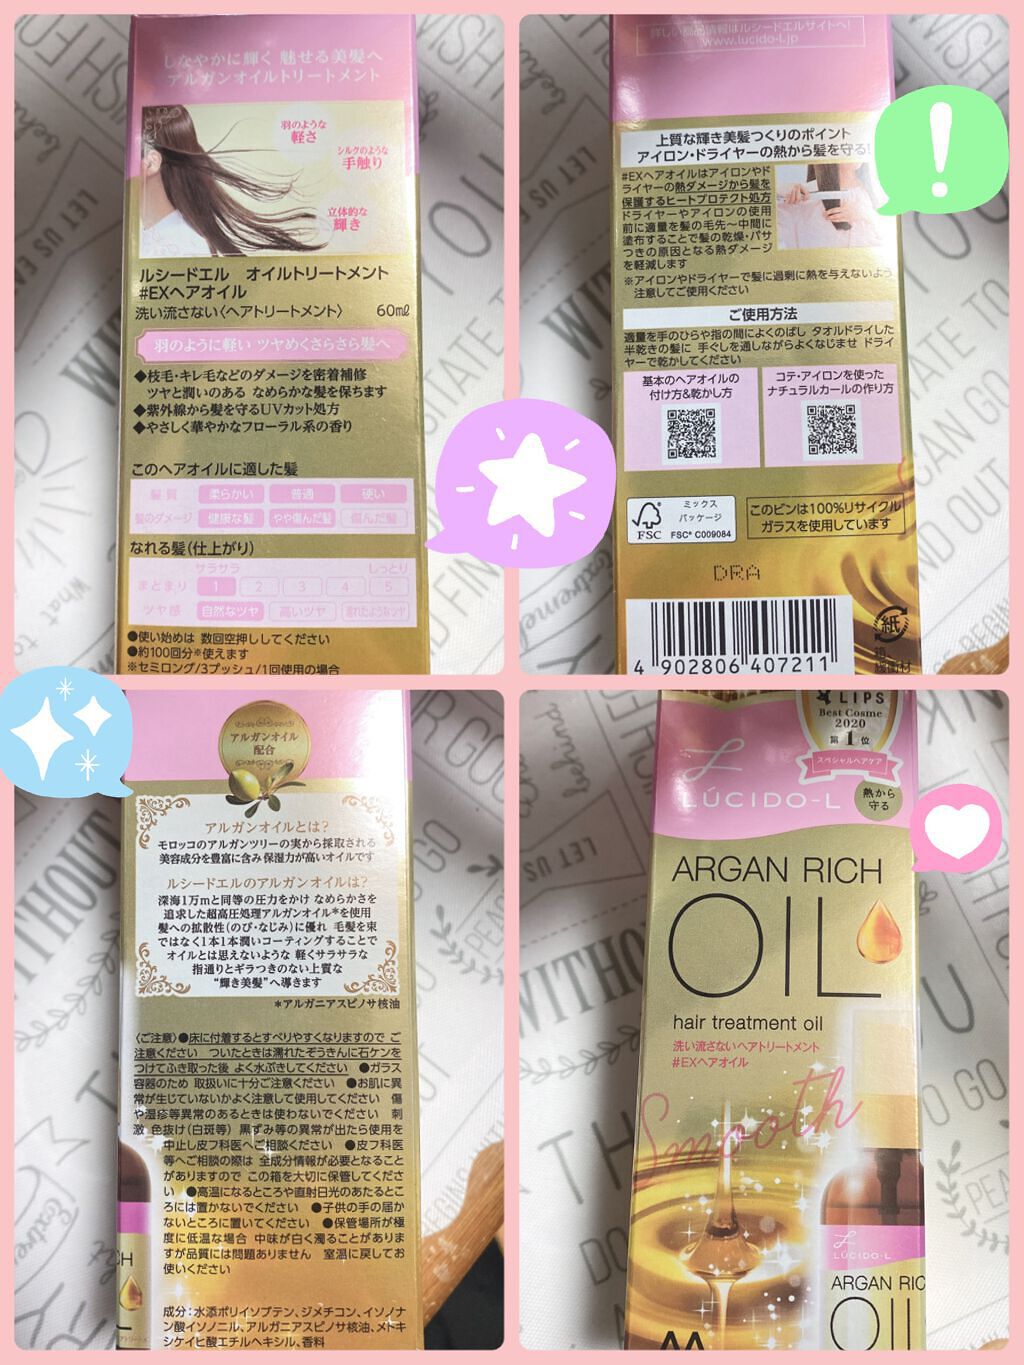 しなやかに輝く 魅せる美髪へ
アルガンオイルトリートメント
羽のような
軽さ
シルクのような
手触り
立体的な
輝き
ルシードエル オイルトリートメント
#EXヘアオイル
洗い流さない〈ヘアトリートメント〉 60mℓ
羽のように軽い ツヤめくさらさら髪へ
◆枝毛・キレ毛などのダメージを密着補修
ツヤと潤いのある なめらかな髪を保ちます
◆紫外線から髪を守るUVカット処方
◆やさしく華やかなフローラル系の香り
このヘアオイルに適した髪
髪質 柔らかい 普通 硬い
髪のダメージ 健康な髪 やや傷んだ髪 傷んだ髪
なれる髪(仕上がり)
サラサラ しっとり
まとまり 1 2 3 4 5
ツヤ感 自然なツヤ 高いツヤ 濡れたようなツヤ
●使い始めは 数回空押ししてください
●約100回分※使えます
※セミロング/3プッシュ/1回使用の場合
詳しい商品情報はルシードエルサイトへ!
www.lucido-l.jp
上質な輝き美髪つくりのポイント
アイロン・ドライヤーの熱から髪を守る!
#EXヘアオイルはアイロンやド
ライヤーの熱ダメージから髪を
保護するヒートプロテクト処方
ドライヤーやアイロンの使用
前に適量を髪の毛先〜中間に
塗布することで髪の乾燥・パサ
つきの原因となる熱ダメージ
を軽減します
※アイロンやドライヤーで髪に過剰に熱を与えないよう
注意してご使用ください
ご使用方法
適量を手のひらや指の間によくのばし タオルドライした
半乾きの髪に 手ぐしを通しながらよくなじませ ドライ
ヤーで乾かしてください
基本のヘアオイルの
付け方&乾かし方
コテ・アイロンを使った
ナチュラルカールの作り方
FSC
ミックス
パッケージ
FSC® C009084
このビンは100%リサイクル
ガラスを使用しています
DRA
4 902806 407211
紙
箱、
緩衝材
アルガンオイル
配合
アルガンオイルとは?
モロッコのアルガンツリーの実から採取される
美容成分を豊富に含み保湿力が高いオイルです
ルシードエルのアルガンオイルは?
深海1万mと同等の圧力をかけ なめらかさを
追求した超高圧処理アルガンオイル*を使用
髪への拡散性(のび・なじみ)に優れ 毛髪を束
ではなく1本1本潤いコーティングすることで
オイルとは思えないような 軽くサラサラな
指通りとギラつきのない上質な
“輝き美髪”へ導きます
*アルガニアスピノサ核油
〈ご注意〉●床に付着するとすべりやすくなりますので ご
注意ください ついたときは濡れたぞうきんに石ケンを
つけてふき取った後 よく水ぶきしてください ●ガラス
容器のため 取扱いに十分ご注意ください ●お肌に異
常が生じていないかよく注意して使用してください 傷
や湿疹等異常のあるときは使わないでください 刺
激 色抜け(白斑等) 黒ずみ等の異常が出たら使用を
中止し皮フ科医へご相談ください ●皮フ科医
等へご相談の際は 全成分情報が必要となること
がありますので この箱を大切に保管してくださ
い ●高温になるところや直射日光のあたるとこ
ろには置かないでください ●子供の手の届か
ないところに置いてください ●保管場所が極
度に低温な場合 中味が白く濁ることがありま
すが品質には問題ありません 室温に戻してお
使いください
成分:水添ポリイソブテン、ジメチコン、イソノナ
ン酸イソノニル、アルガニアスピノサ核油、メトキ
シケイヒ酸エチルヘキシル、香料
LIPS
Best Cosme
2020
第1位
スペシャルヘアケア
LÚCIDO-L
熱から
守る
ARGAN RICH
OIL
hair treatment oil
洗い流さないヘアトリートメント
#EXヘアオイル
Smooth
LÚCIDO-L
ARGAN RIC
OIL